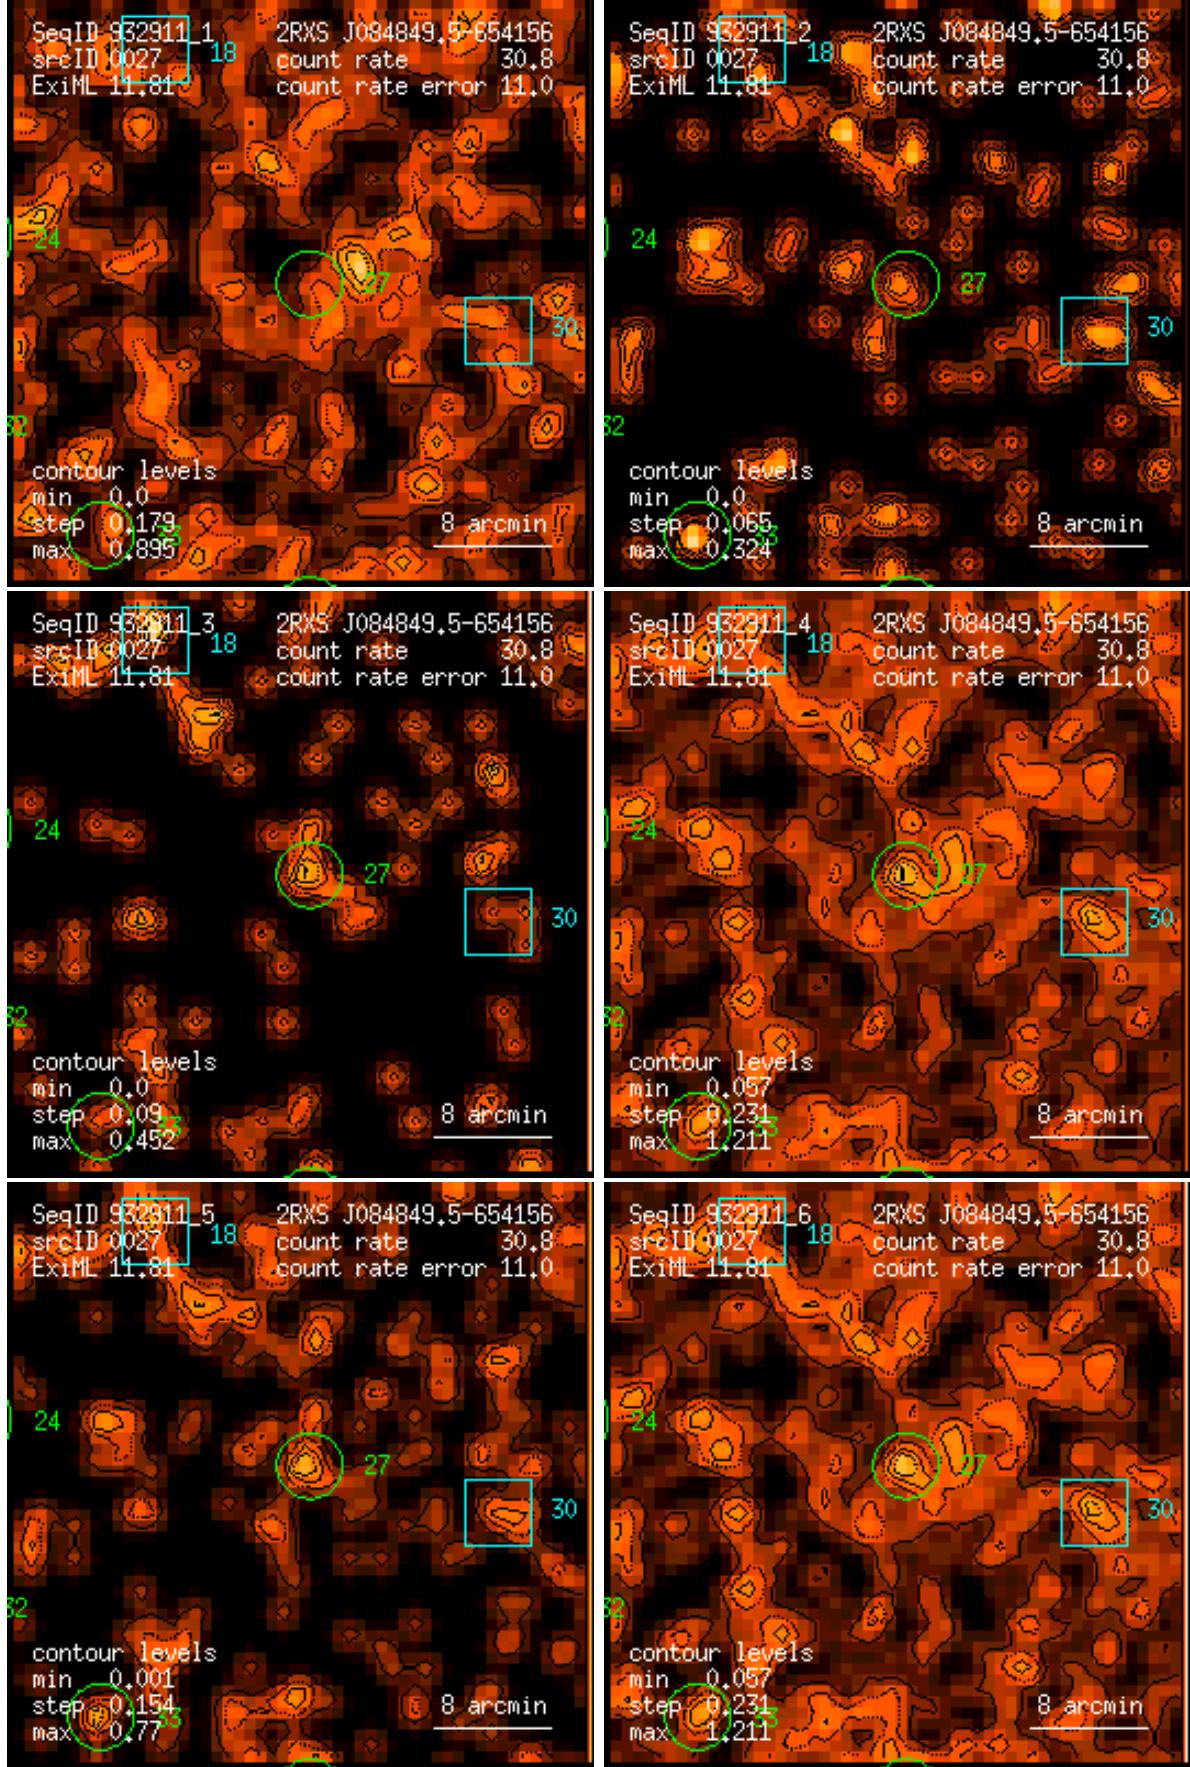 SeqID 932911_1 2RXS J084849.5-654156
srcID 0027 18 count rate 30.8
ExiML 11.81 count rate error 11.0
24
27
30
32
contour levels
min 0.0
step 0.179 33 8 arcmin
max 0.895
SeqID 932911_2 2RXS J084849.5-654156
srcID 0027 18 count rate 30.8
ExiML 11.81 count rate error 11.0
24
27
30
32
contour levels
min 0.0
step 0.065 33 8 arcmin
max 0.324
SeqID 932911_3 2RXS J084849.5-654156
srcID 0027 18 count rate 30.8
ExiML 11.81 count rate error 11.0
24
27
30
32
contour levels
min 0.0
step 0.09 33 8 arcmin
max 0.452
SeqID 932911_4 2RXS J084849.5-654156
srcID 0027 18 count rate 30.8
ExiML 11.81 count rate error 11.0
24
27
30
32
contour levels
min 0.057
step 0.231 33 8 arcmin
max 1.211
SeqID 932911_5 2RXS J084849.5-654156
srcID 0027 18 count rate 30.8
ExiML 11.81 count rate error 11.0
24
27
30
32
contour levels
min 0.001
step 0.154 33 8 arcmin
max 0.77
SeqID 932911_6 2RXS J084849.5-654156
srcID 0027 18 count rate 30.8
ExiML 11.81 count rate error 11.0
24
27
30
32
contour levels
min 0.057
step 0.231 33 8 arcmin
max 1.211